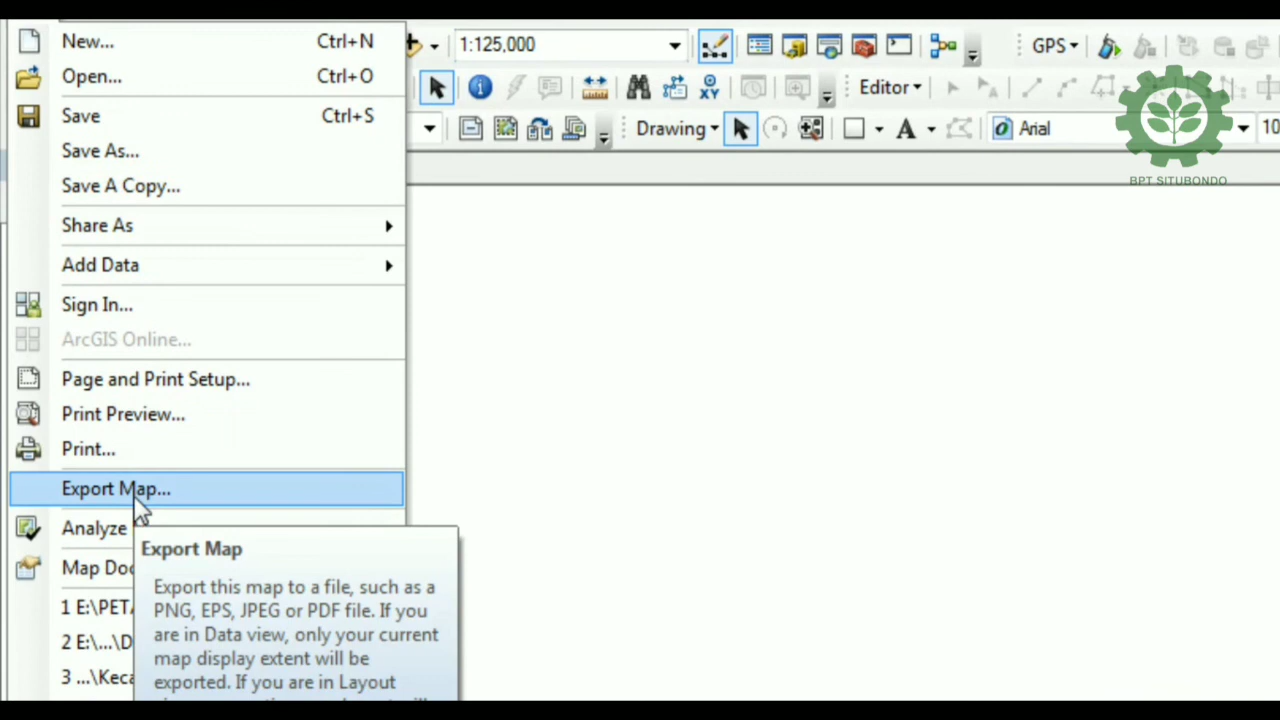 New... Ctrl+N
1:125,000
GPS
Open... Ctrl+O
Editor
Save Ctrl+S
Drawing
Arial
10
BPT SITUBONDO
Save As...
Save A Copy...
Share As
Add Data
Sign In...
ArcGIS Online...
Page and Print Setup...
Print Preview...
Print...
Export Map...
Analyze
Export Map
Map Doc
Export this map to a file, such as a
PNG, EPS, JPEG or PDF file. If you
are in Data view, only your current
map display extent will be
exported. If you are in Layout
1 E:\PETA
2 E:\...\D
3 ...\Keca